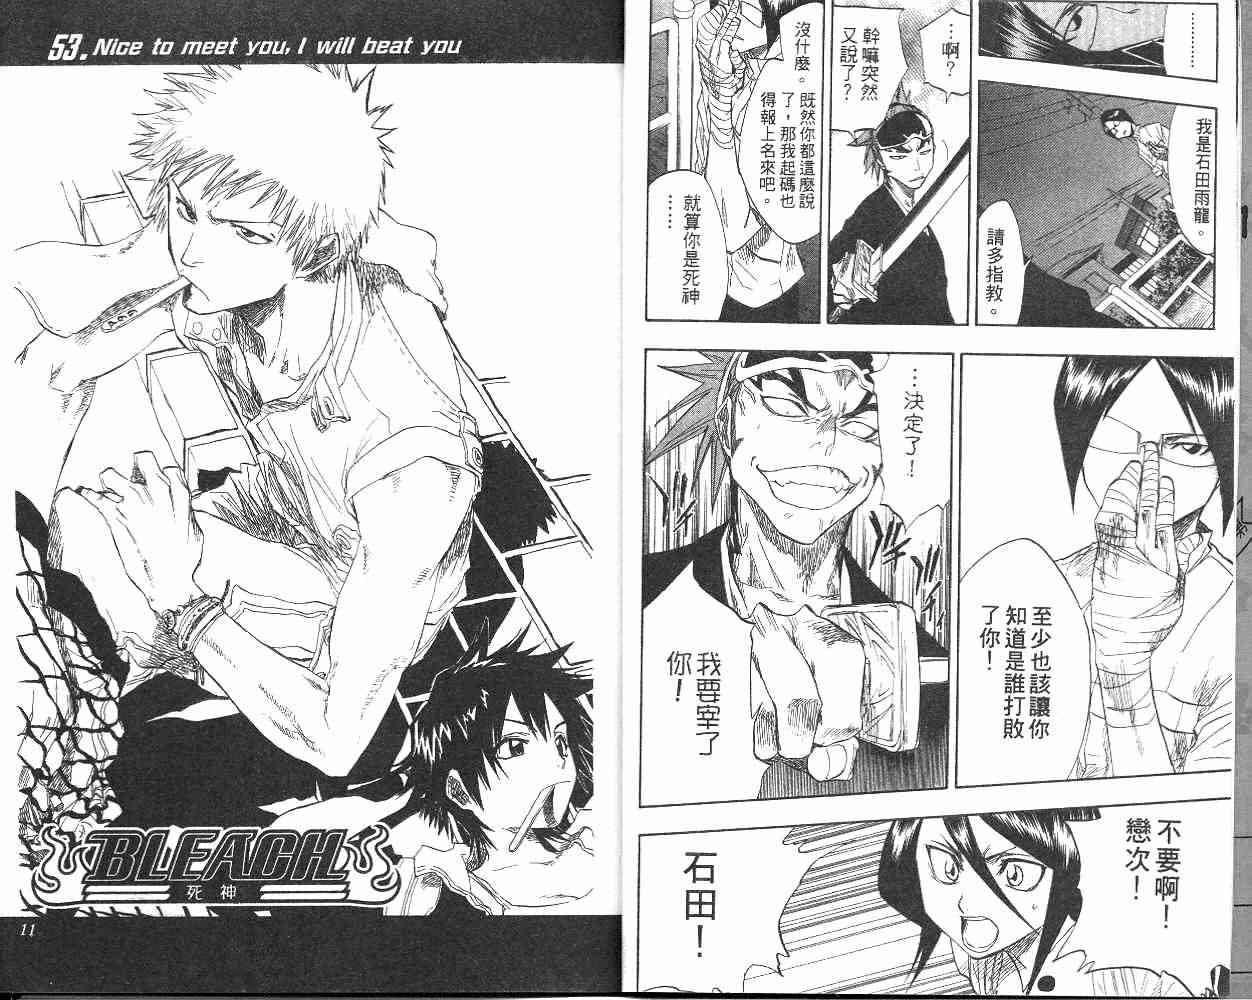 …………
我是石田雨龍。
請多指教。
…啊？
幹嘛突然
又說了？
沒什麼。
既然你都這麼說
了，那我起碼也
得報上名來吧。
就算你是死神
……
至少也該讓你
知道是誰打敗
了你！
…決定了！
我要宰了
你！
不要啊！
戀次！
石田！
53. Nice to meet you, I will beat you
BLEACH
死神
11